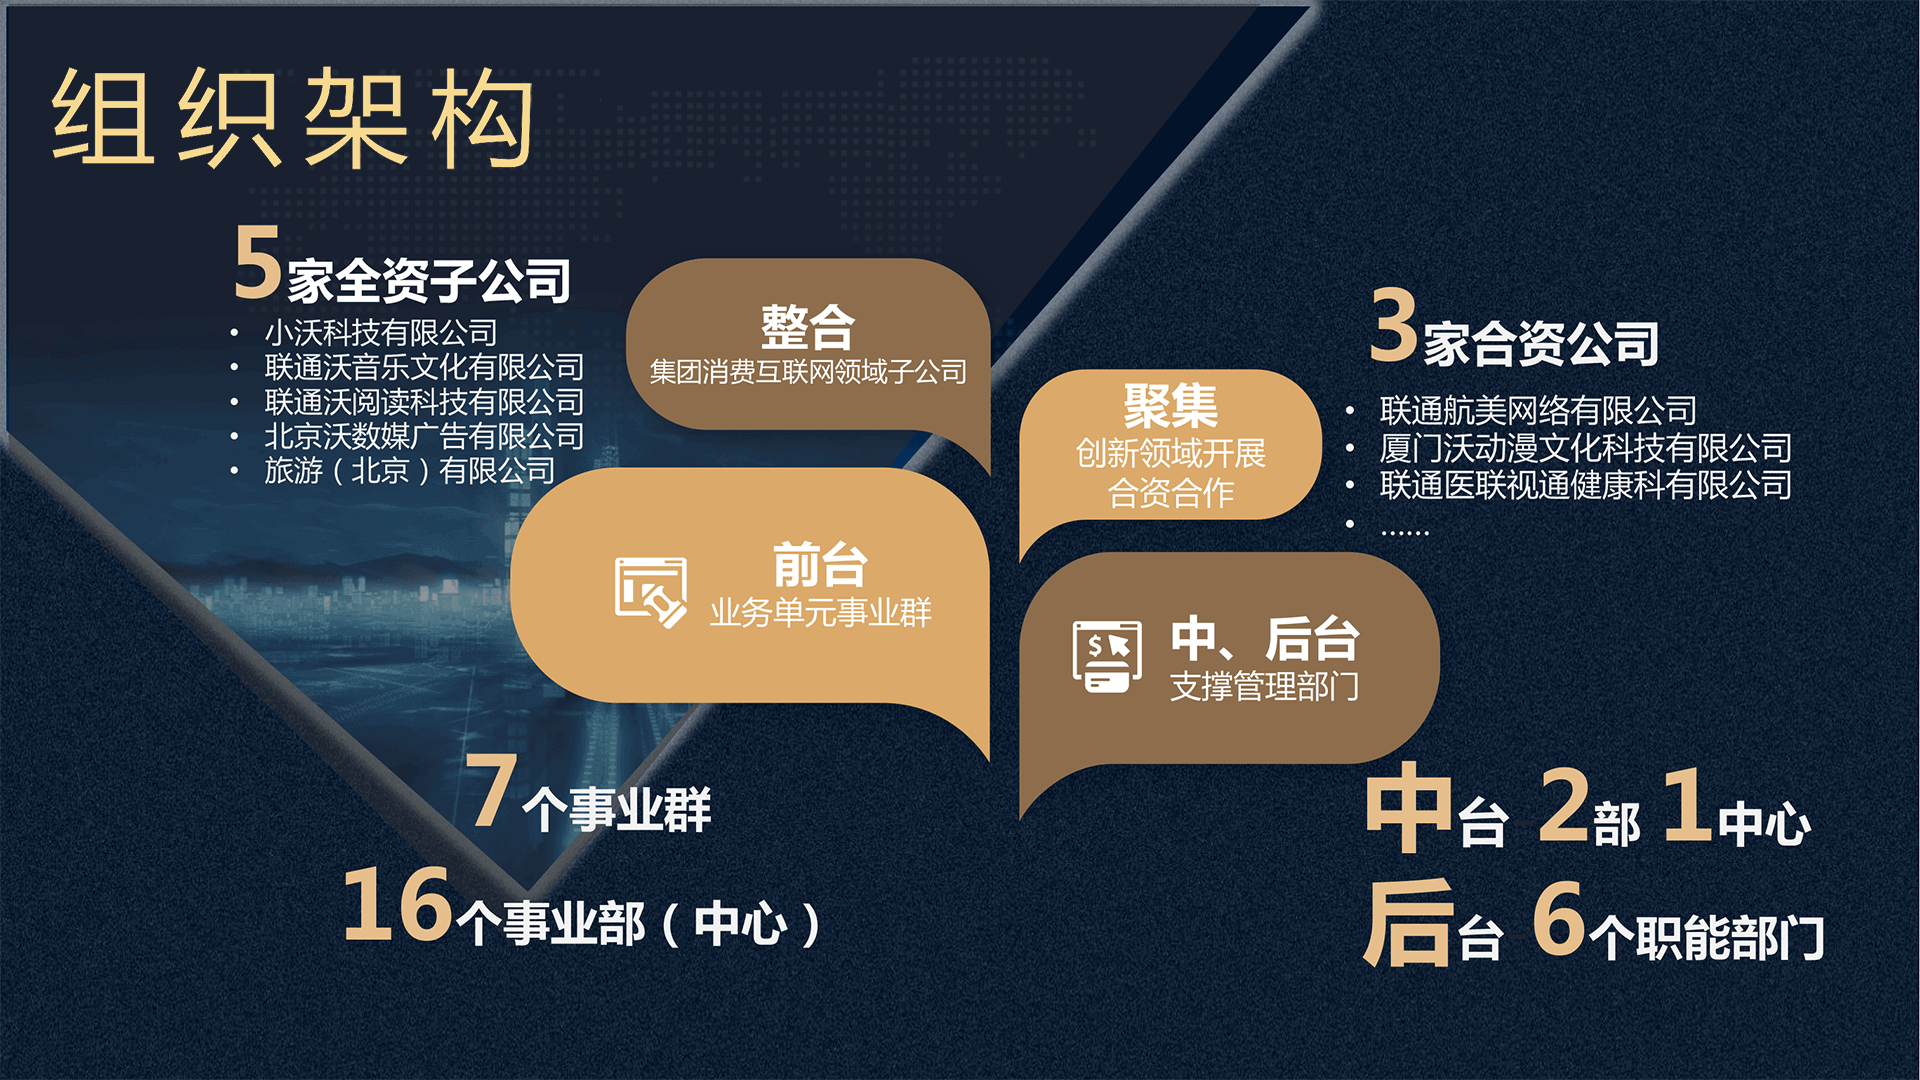 组织架构
5家全资子公司
• 小沃科技有限公司
• 联通沃音乐文化有限公司
• 联通沃阅读科技有限公司
• 北京沃数媒广告有限公司
• 旅游（北京）有限公司
整合
集团消费互联网领域子公司
聚集
创新领域开展
合资合作
3家合资公司
• 联通航美网络有限公司
• 厦门沃动漫文化科技有限公司
• 联通医联视通健康科有限公司
• ……
前台
业务单元事业群
$
中、后台
支撑管理部门
7个事业群
16个事业部（中心）
中台 2部 1中心
后台 6个职能部门